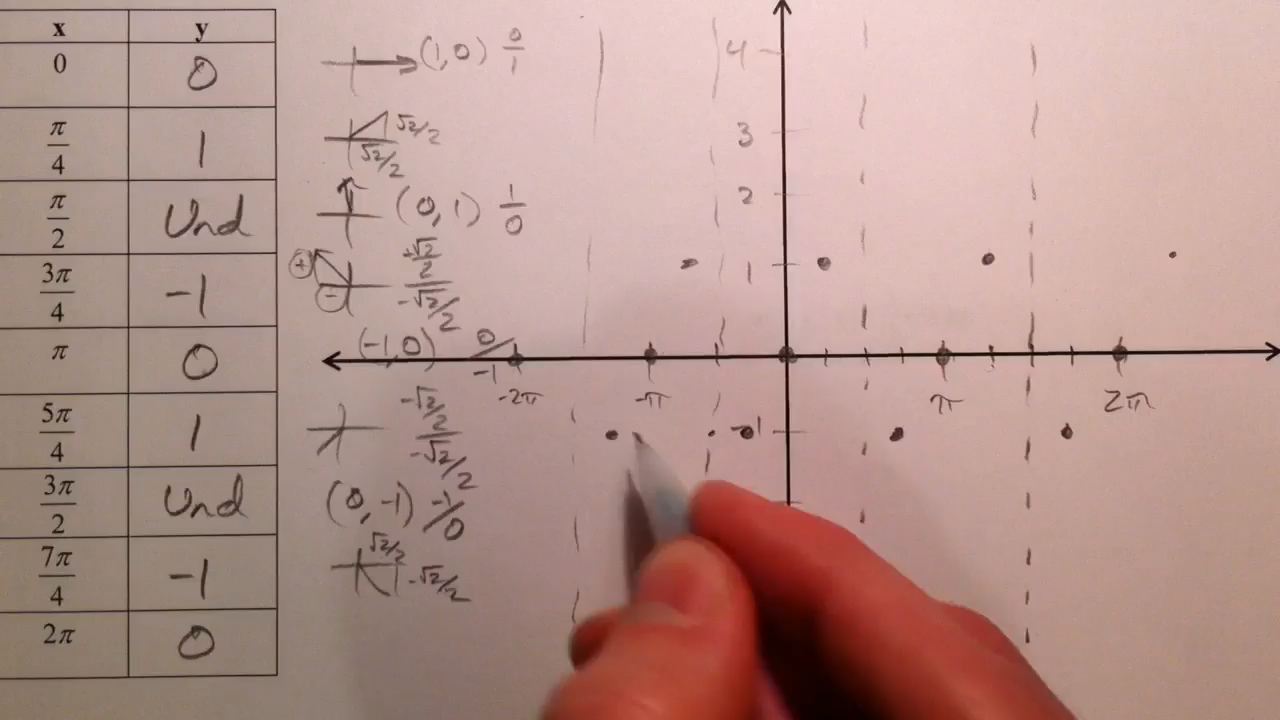 x y
0 0 (1,0) 0/1
π/4 1 √2/2 √2/2
π/2 Und (0,1) 1/0
3π/4 -1 + - +√2/2 / -√2/2
π 0 (-1,0) 0/-1
5π/4 1 -√2/2 / -√2/2
3π/2 Und (0,-1) -1/0
7π/4 -1 √2/2 -√2/2
2π 0
4
3
2
1
-2π -π π 2π
-1